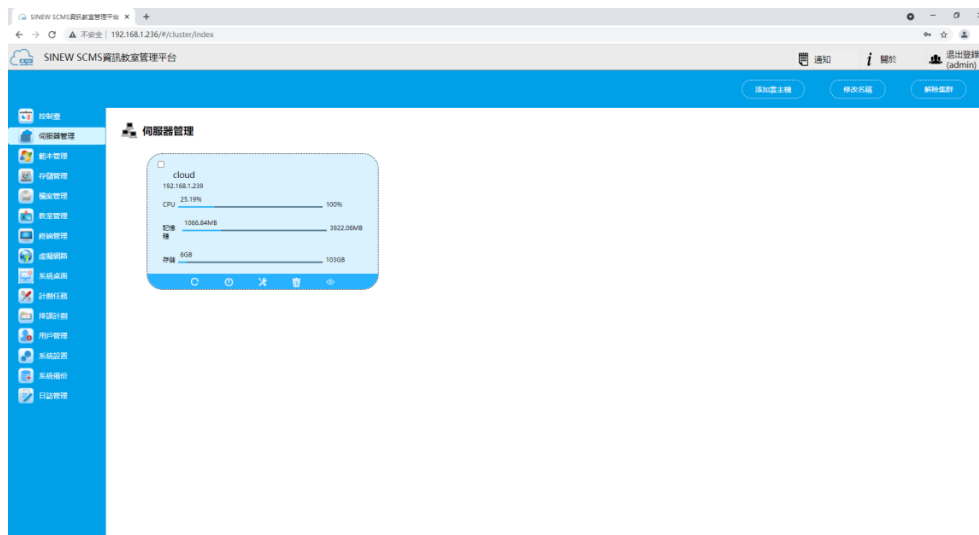 SINEW SCMS資訊教室管理平台
不安全 | 192.168.1.236/#/cluster/index
SINEW SCMS資訊教室管理平台
通知
關於
退出登錄
(admin)
添加雲主機
修改名稱
解除集群
控制臺
伺服器管理
範本管理
存儲管理
檔案管理
教室管理
終端管理
虛擬網路
系統桌面
計劃任務
排課計劃
用戶管理
系統設置
系統備份
日誌管理
伺服器管理
cloud
192.168.1.239
CPU 25.19% 100%
記憶體 1066.84MB 3922.06MB
存儲 6GB 103GB